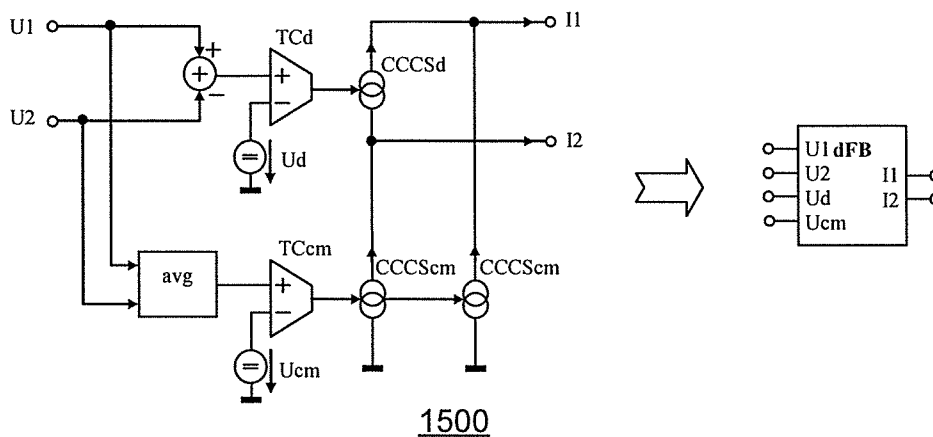 U1
TCd
I1
+
+
−
+
CCCSd
−
U2
I2
Ud
U1 dFB
U2
Ud
Ucm
I1
I2
TCcm
avg
+
−
CCCScm
CCCScm
Ucm
1500